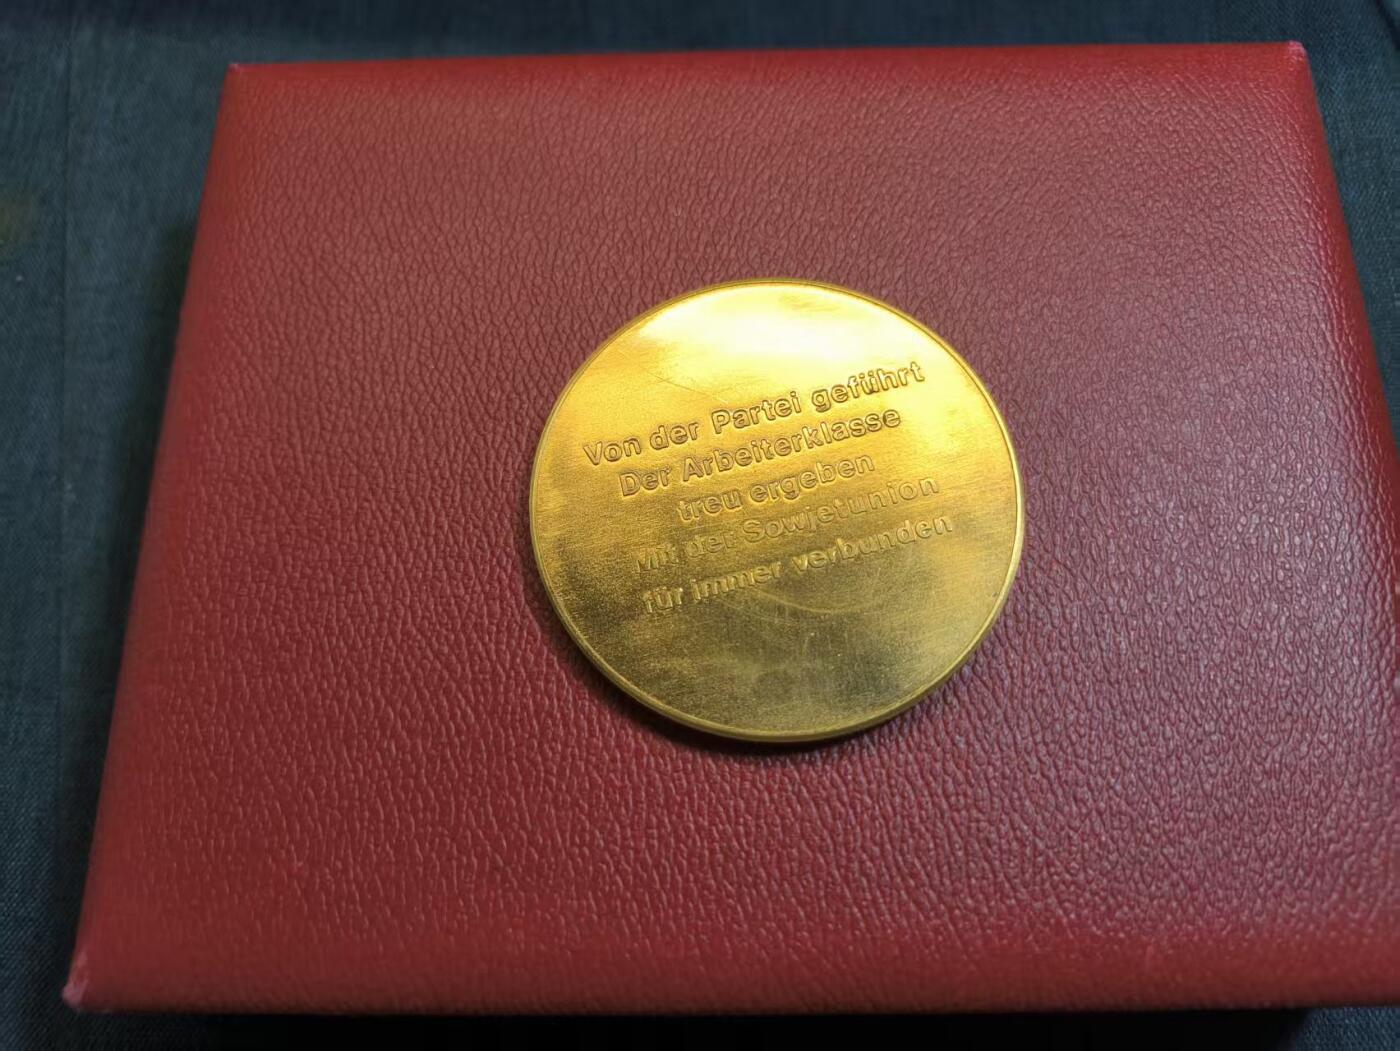 Von der Partei geführt
Der Arbeiterklasse
treu ergeben
Mit der Sowjetunion
für immer verbunden